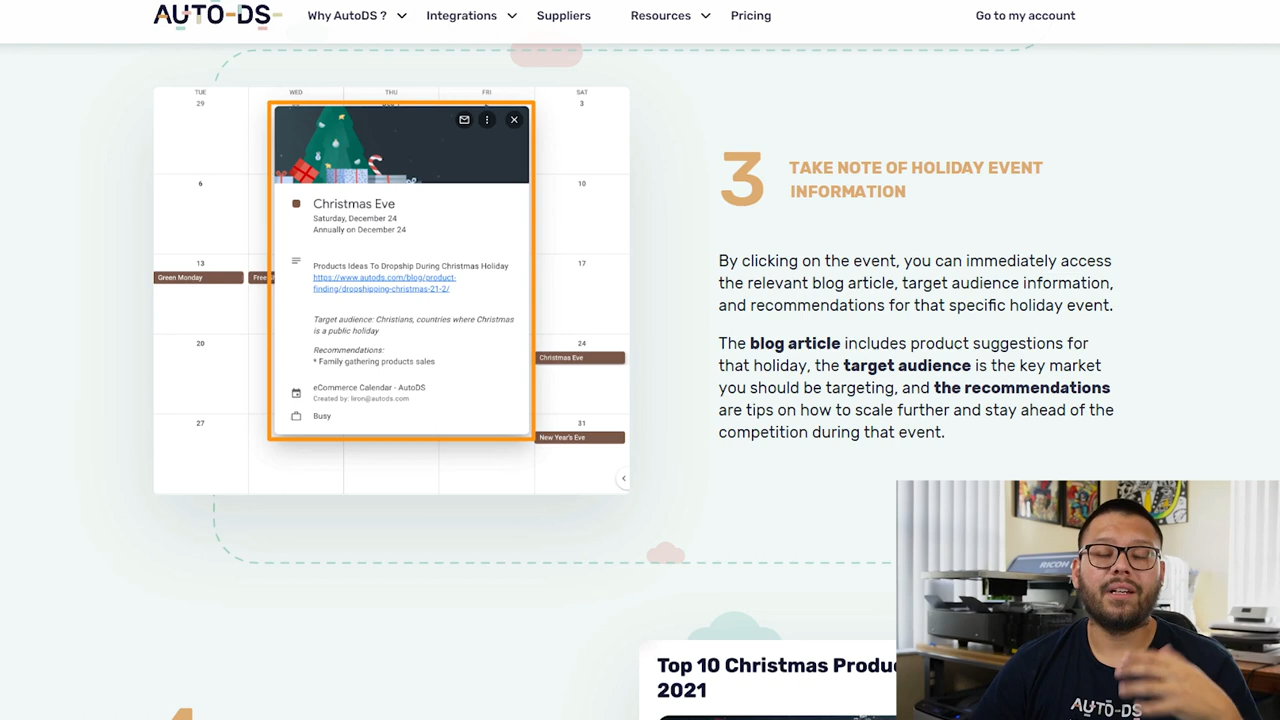 AUTO-DS
Why AutoDS ?
Integrations
Suppliers
Resources
Pricing
Go to my account
TUE
WED
THU
FRI
SAT
29
3
6
10
13
17
Green Monday
Free
20
24
Christmas Eve
27
31
New Year's Eve
Christmas Eve
Saturday, December 24
Annually on December 24
Products Ideas To Dropship During Christmas Holiday
https://www.autods.com/blog/product-
finding/dropshipping-christmas-21-2/
Target audience: Christians, countries where Christmas
is a public holiday
Recommendations:
* Family gathering products sales
eCommerce Calendar - AutoDS
Created by: liron@autods.com
Busy
3
TAKE NOTE OF HOLIDAY EVENT
INFORMATION
By clicking on the event, you can immediately access
the relevant blog article, target audience information,
and recommendations for that specific holiday event.
The blog article includes product suggestions for
that holiday, the target audience is the key market
you should be targeting, and the recommendations
are tips on how to scale further and stay ahead of the
competition during that event.
Top 10 Christmas Produ
2021
RICOH
AUTO-DS